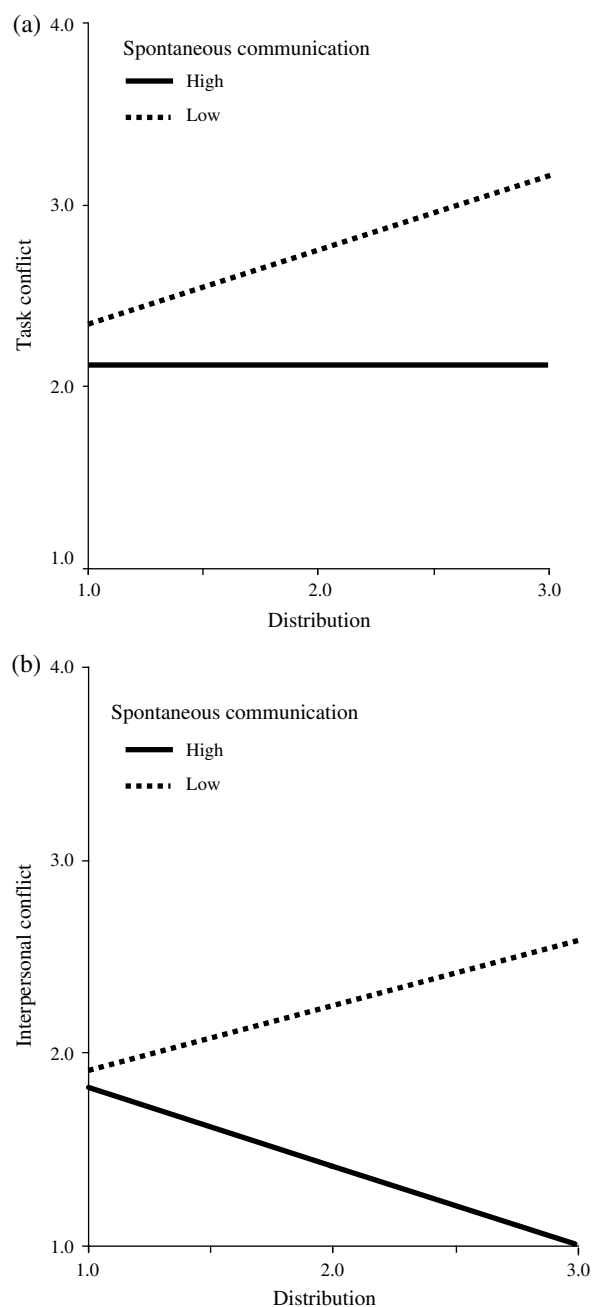 (a)
4.0
Spontaneous communication
High
Low
3.0
Task conflict
2.0
1.0
1.0 2.0 3.0
Distribution
(b)
4.0
Spontaneous communication
High
Low
3.0
Interpersonal conflict
2.0
1.0
1.0 2.0 3.0
Distribution